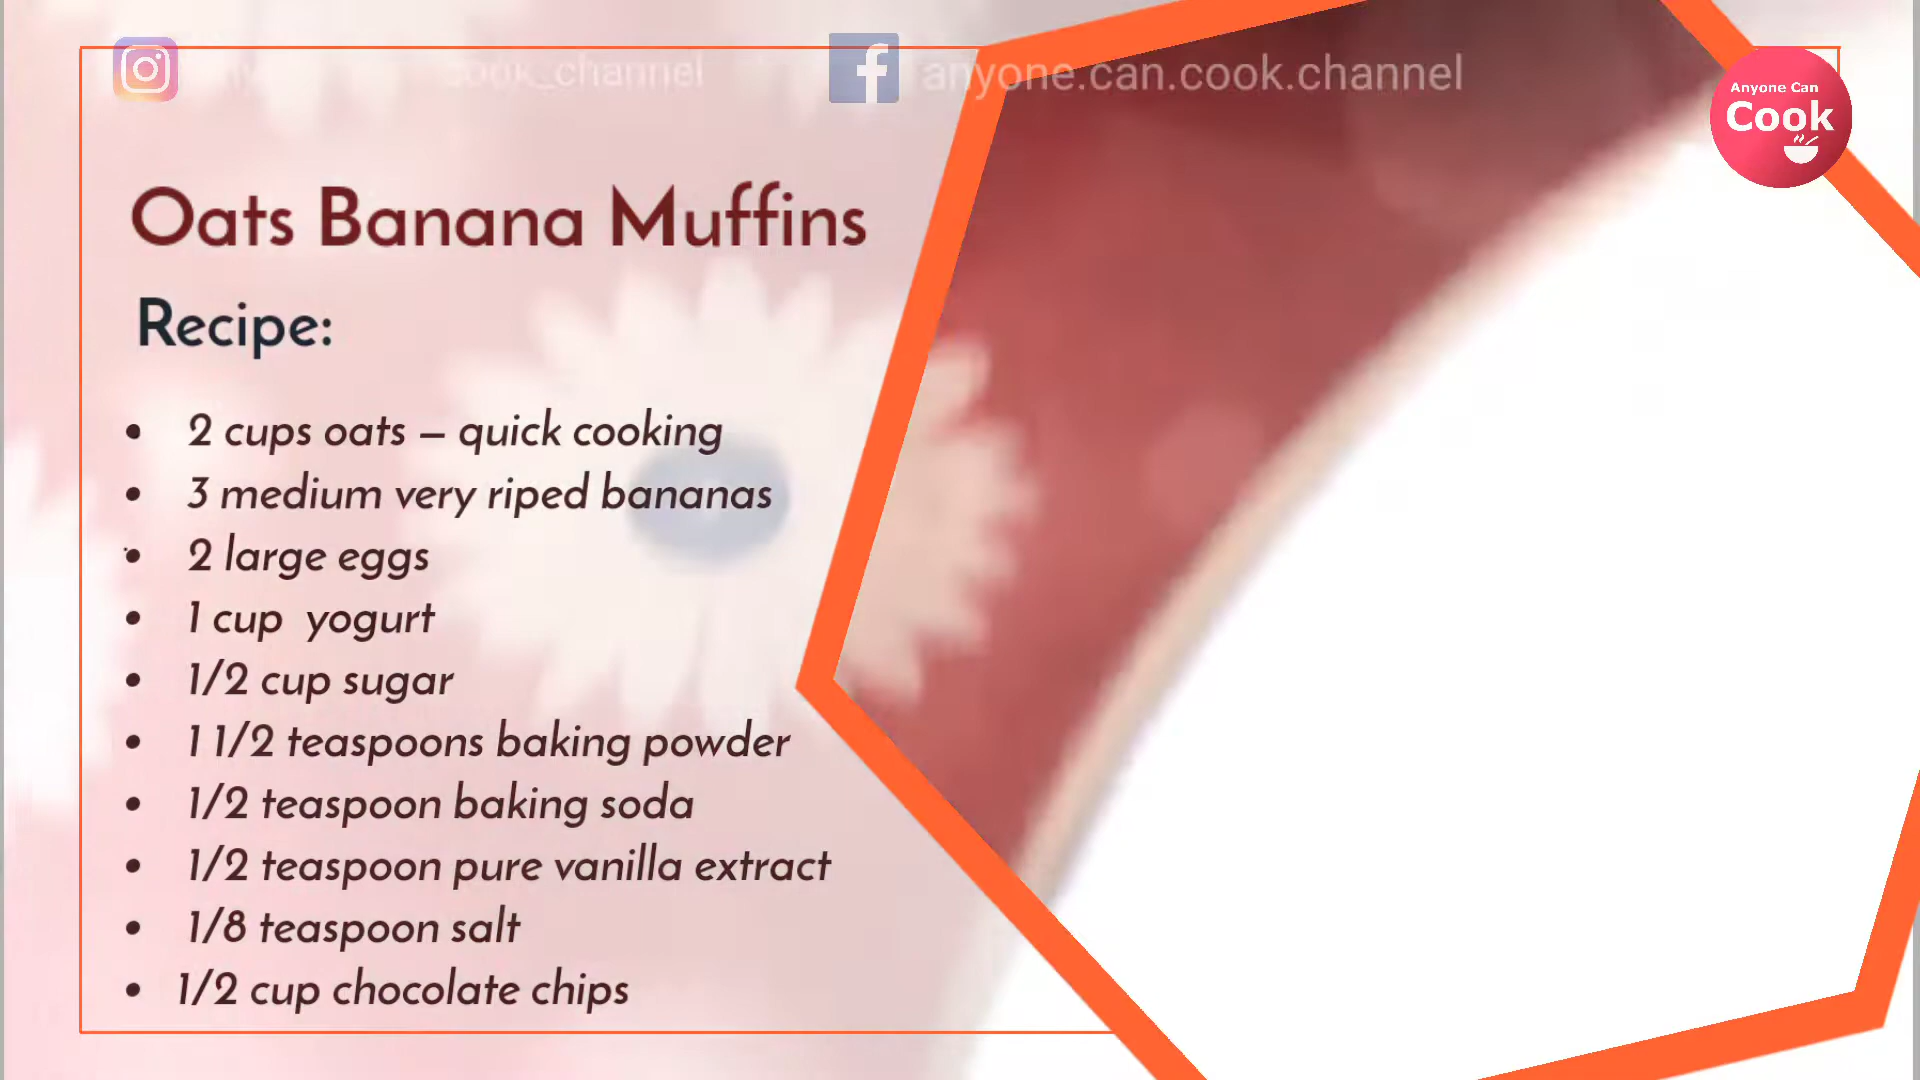 ook_channel
anyone.can.cook.channel
Anyone Can
Cook
Oats Banana Muffins
Recipe:
• 2 cups oats – quick cooking
• 3 medium very riped bananas
• 2 large eggs
• 1 cup yogurt
• 1/2 cup sugar
• 1 1/2 teaspoons baking powder
• 1/2 teaspoon baking soda
• 1/2 teaspoon pure vanilla extract
• 1/8 teaspoon salt
• 1/2 cup chocolate chips